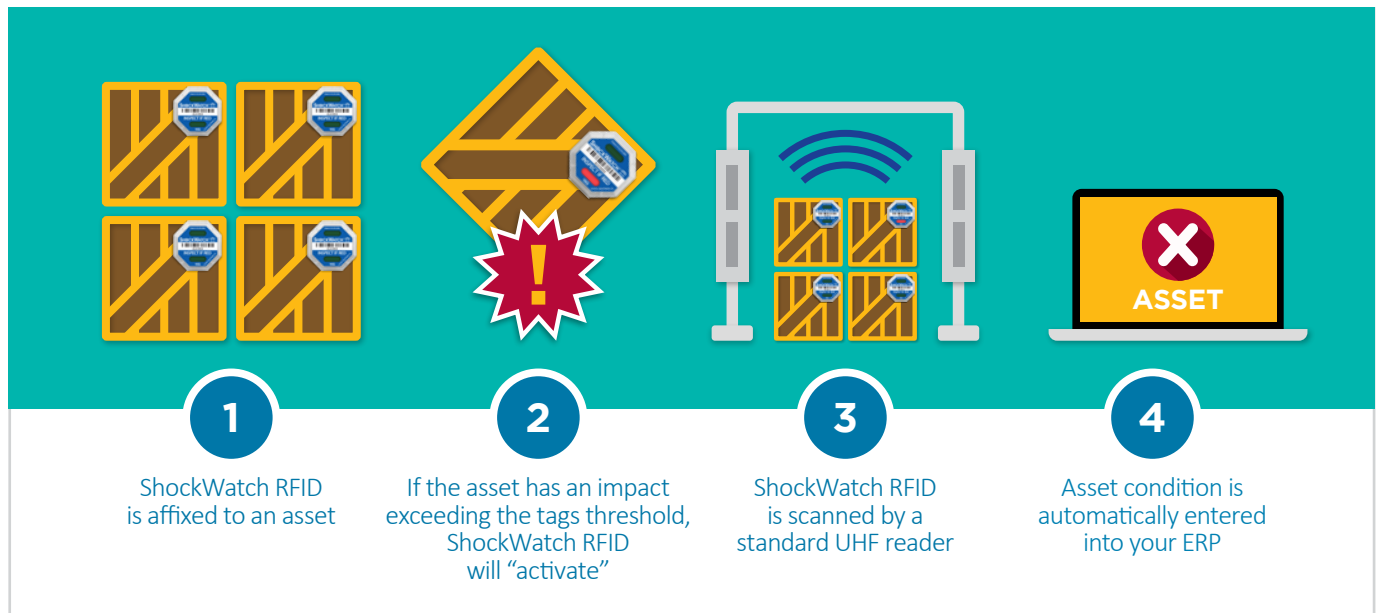 !
ASSET
1
ShockWatch RFID
is affixed to an asset
2
If the asset has an impact
exceeding the tags threshold,
ShockWatch RFID
will “activate”
3
ShockWatch RFID
is scanned by a
standard UHF reader
4
Asset condition is
automatically entered
into your ERP